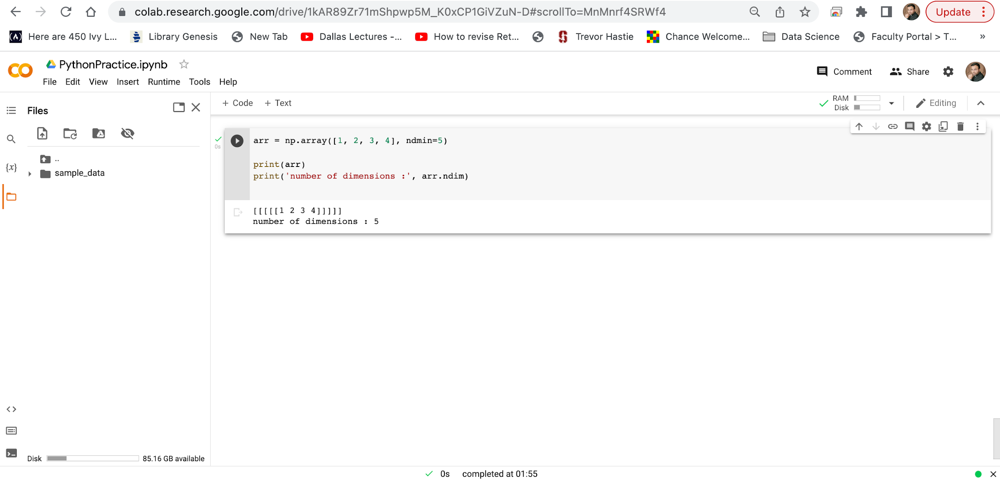 colab.research.google.com/drive/1kAR89Zr71mShpwp5M_K0xCP1GiVZuN-D#scrollTo=MnMnrf4SRWf4
Update
Here are 450 Ivy L... Library Genesis New Tab Dallas Lectures -... How to revise Ret... Trevor Hastie Chance Welcome... Data Science Faculty Portal > T... »
PythonPractice.ipynb
File Edit View Insert Runtime Tools Help
Comment Share
Files
+ Code + Text
RAM
Disk
Editing
..
sample_data
{x}
0s
arr = np.array([1, 2, 3, 4], ndmin=5)
print(arr)
print('number of dimensions :', arr.ndim)
[[[[[1 2 3 4]]]]]
number of dimensions : 5
Disk 85.16 GB available
0s completed at 01:55